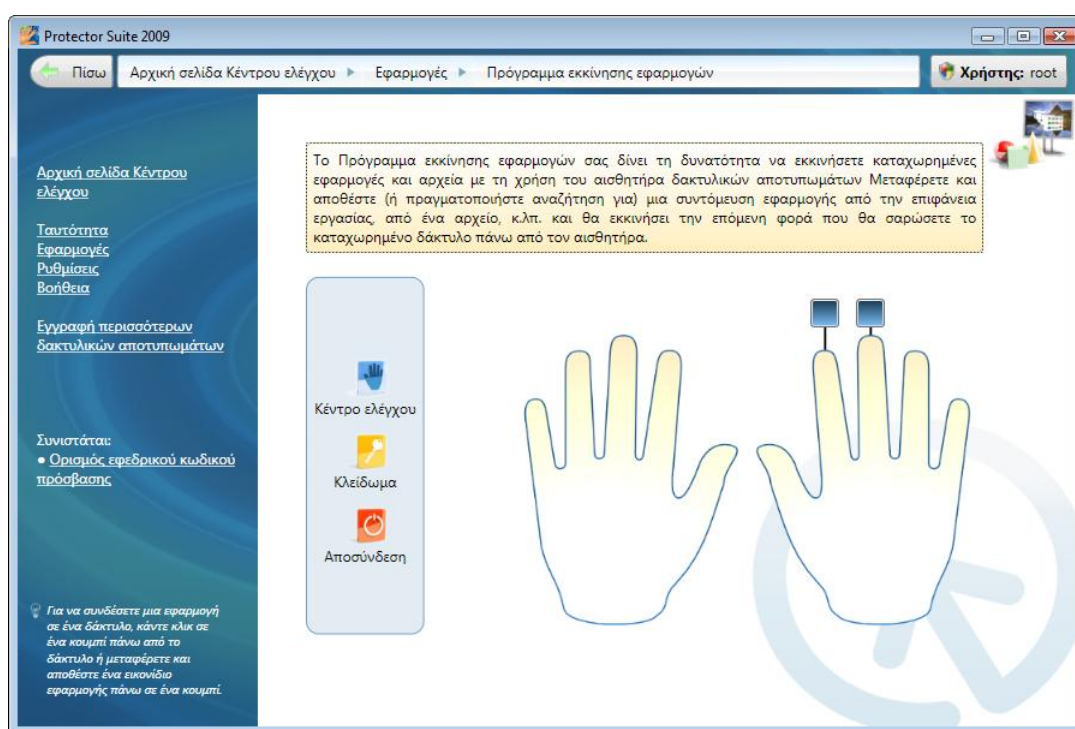 Protector Suite 2009
Πίσω
Αρχική σελίδα Κέντρου ελέγχου ▶ Εφαρμογές ▶ Πρόγραμμα εκκίνησης εφαρμογών
Χρήστης: root
Αρχική σελίδα Κέντρου
ελέγχου
Ταυτότητα
Εφαρμογές
Ρυθμίσεις
Βοήθεια
Εγγραφή περισσότερων
δακτυλικών αποτυπωμάτων
Συνιστάται:
● Ορισμός εφεδρικού κωδικού
πρόσβασης
Για να συνδέσετε μια εφαρμογή
σε ένα δάκτυλο, κάντε κλικ σε
ένα κουμπί πάνω από το
δάκτυλο ή μεταφέρετε και
αποθέστε ένα εικονίδιο
εφαρμογής πάνω σε ένα κουμπί.
Το Πρόγραμμα εκκίνησης εφαρμογών σας δίνει τη δυνατότητα να εκκινήσετε καταχωρημένες
εφαρμογές και αρχεία με τη χρήση του αισθητήρα δακτυλικών αποτυπωμάτων Μεταφέρετε και
αποθέστε (ή πραγματοποιήστε αναζήτηση για) μια συντόμευση εφαρμογής από την επιφάνεια
εργασίας, από ένα αρχείο, κ.λπ. και θα εκκινήσει την επόμενη φορά που θα σαρώσετε το
καταχωρημένο δάκτυλο πάνω από τον αισθητήρα.
Κέντρο ελέγχου
Κλείδωμα
Αποσύνδεση